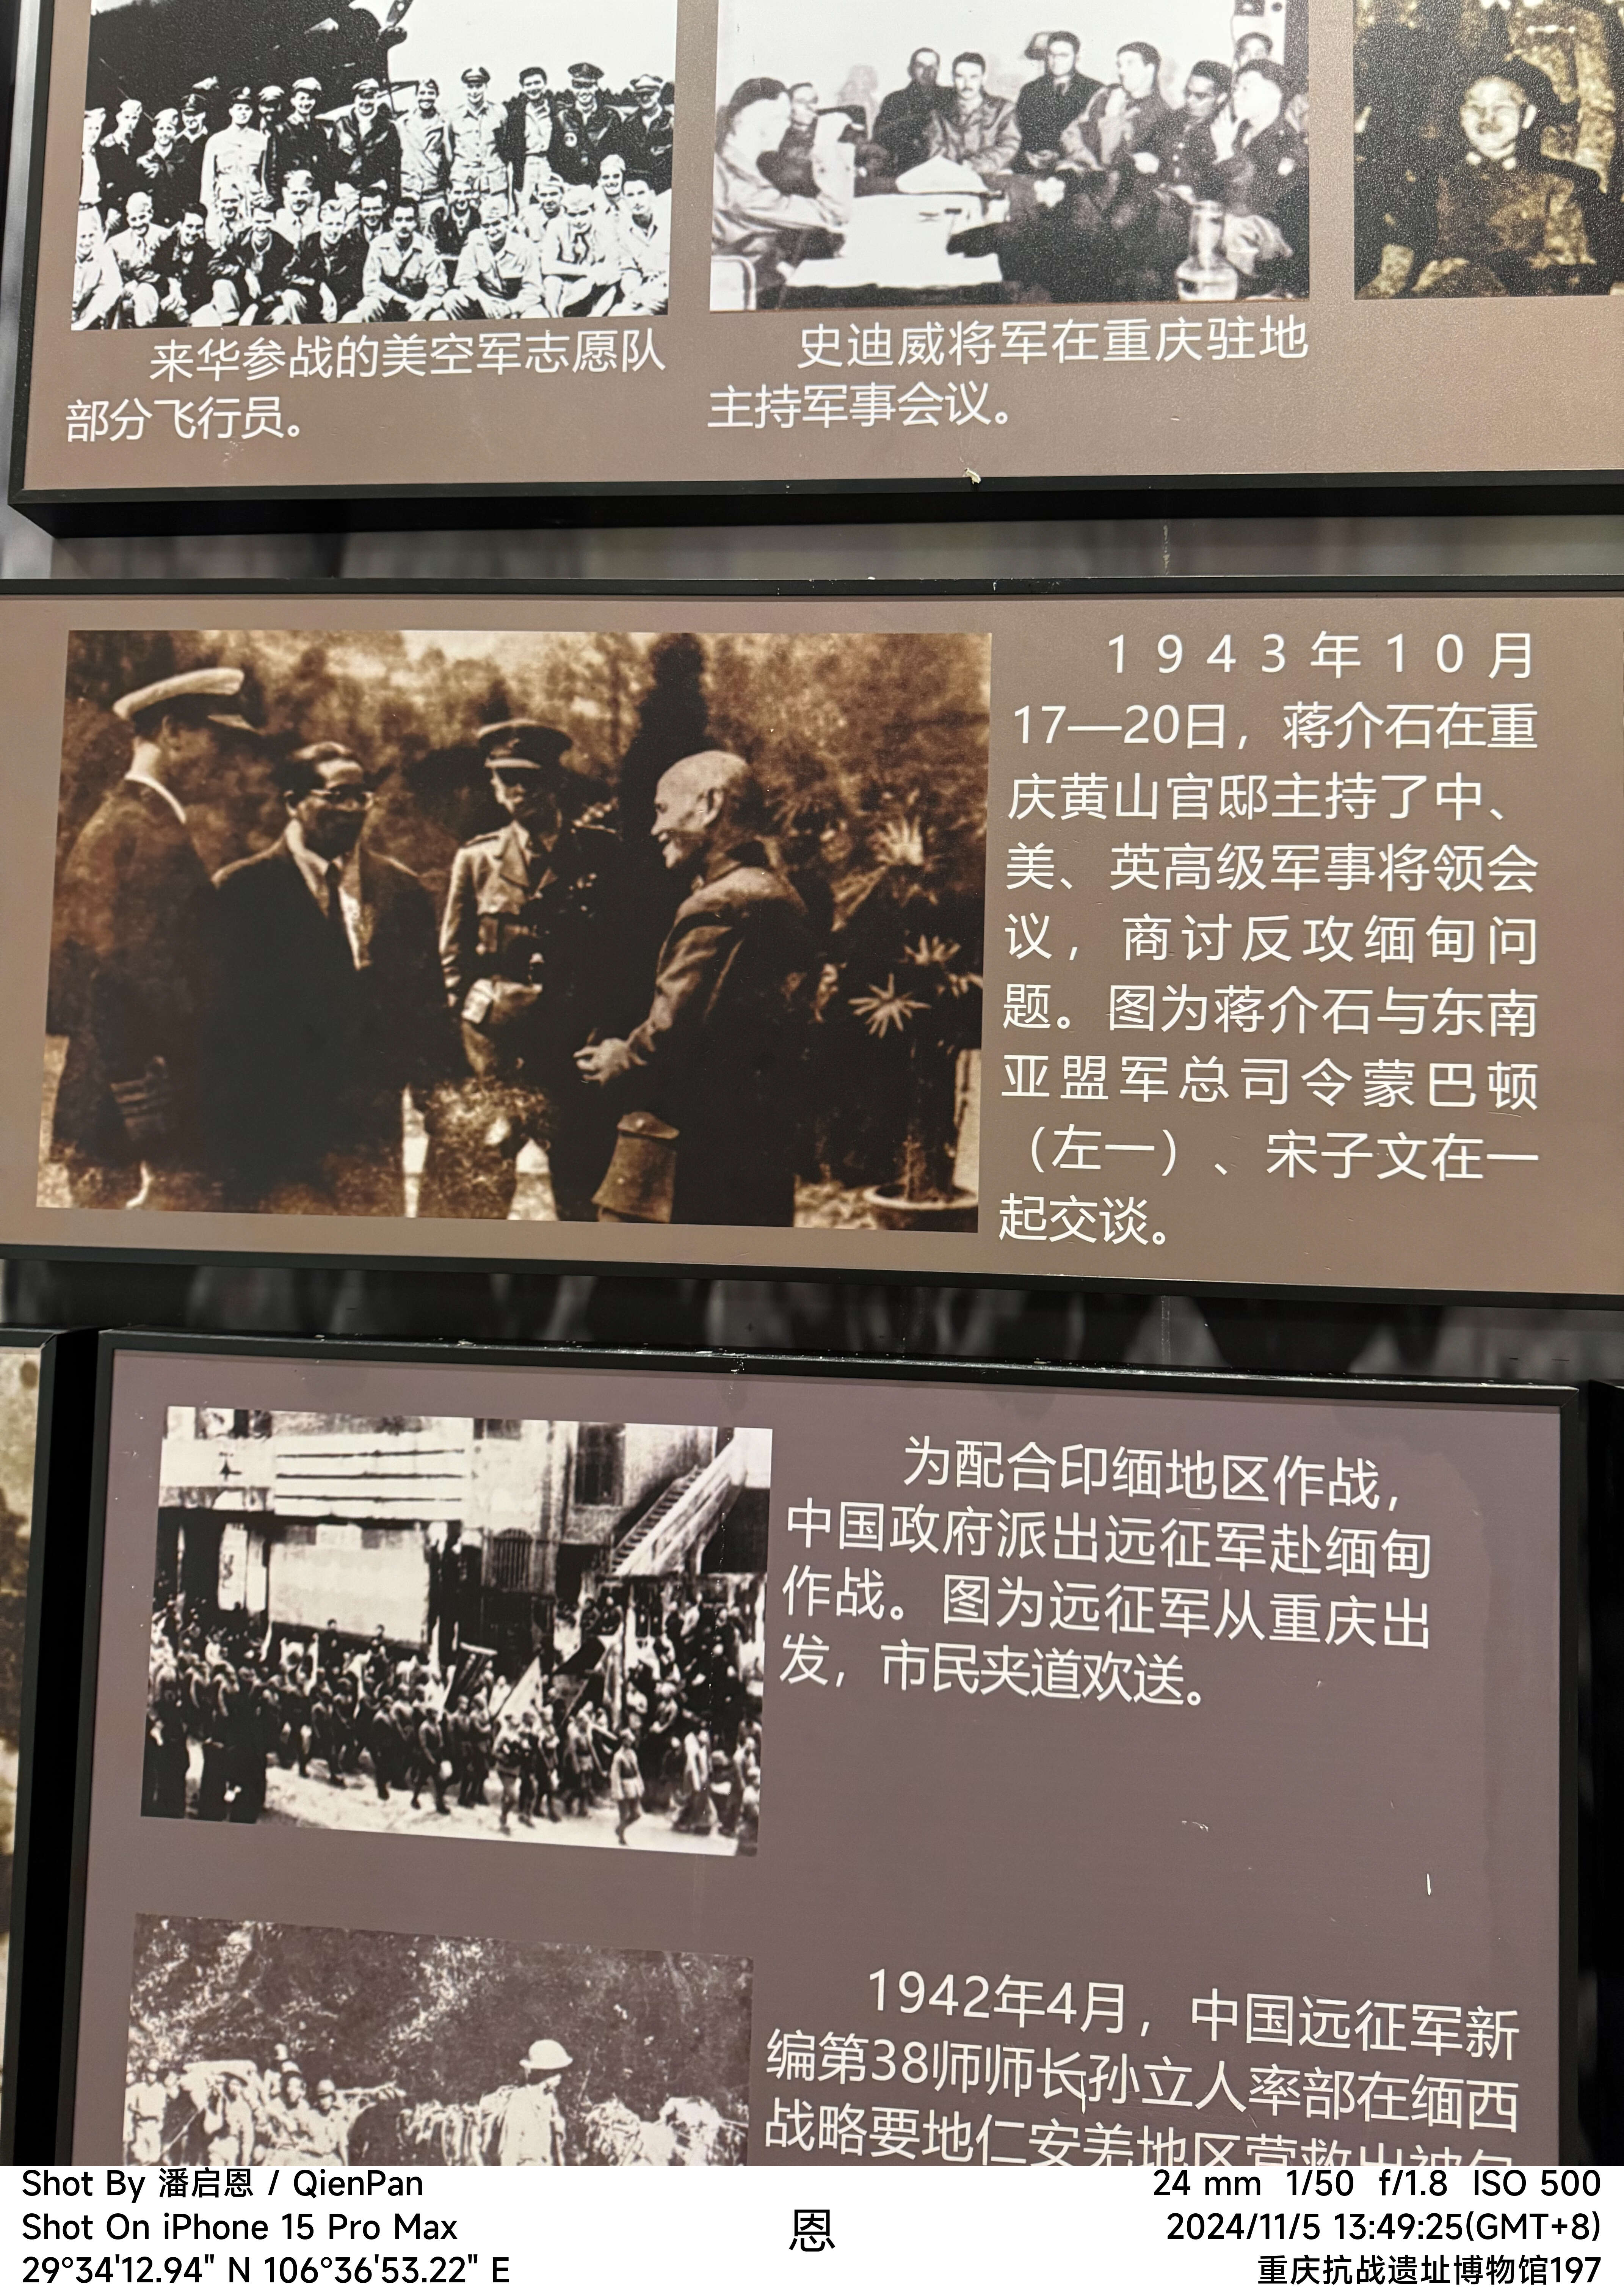 来华参战的美空军志愿队
部分飞行员。
史迪威将军在重庆驻地
主持军事会议。
1943年10月
17—20日，蒋介石在重
庆黄山官邸主持了中、
美、英高级军事将领会
议，商讨反攻缅甸问
题。图为蒋介石与东南
亚盟军总司令蒙巴顿
（左一）、宋子文在一
起交谈。
为配合印缅地区作战，
中国政府派出远征军赴缅甸
作战。图为远征军从重庆出
发，市民夹道欢送。
1942年4月，中国远征军新
编第38师师长孙立人率部在缅西
战略要地仁安羌地区营救出被
Shot By 潘启恩 / QienPan
Shot On iPhone 15 Pro Max
29°34'12.94" N 106°36'53.22" E
恩
24 mm 1/50 f/1.8 ISO 500
2024/11/5 13:49:25(GMT+8)
重庆抗战遗址博物馆197